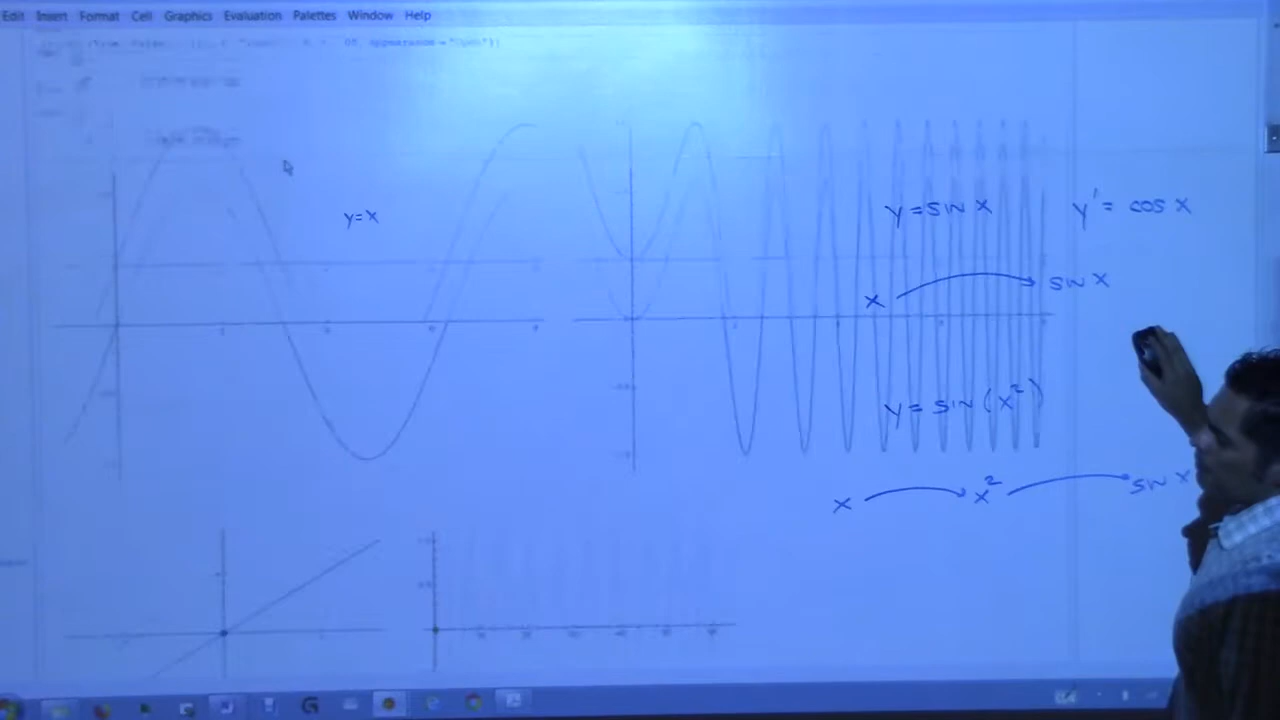 Edit Insert Format Cell Graphics Evaluation Palettes Window Help
y=x
y=sin x y'= cos x
x sin x
y= sin(x²)
x x² sin x